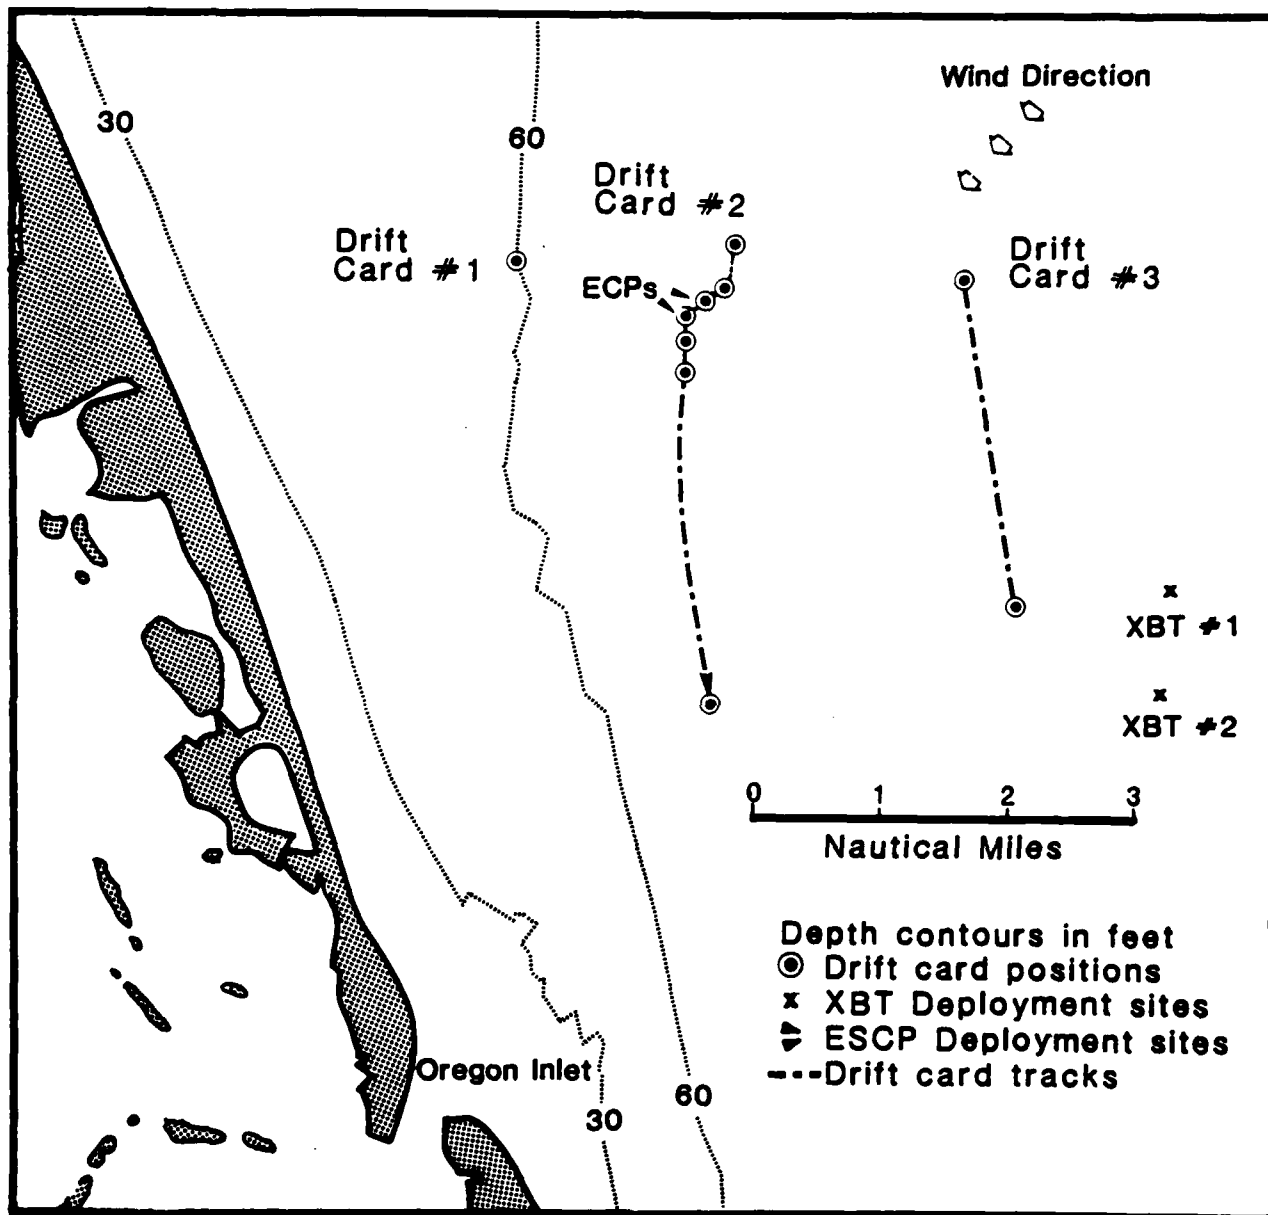 Wind Direction
30
60
Drift
Card #2
Drift
Card #1
Drift
Card #3
ECPs
XBT #1
XBT #2
0 1 2 3
Nautical Miles
Depth contours in feet
Drift card positions
XBT Deployment sites
ESCP Deployment sites
Drift card tracks
Oregon Inlet
30
60